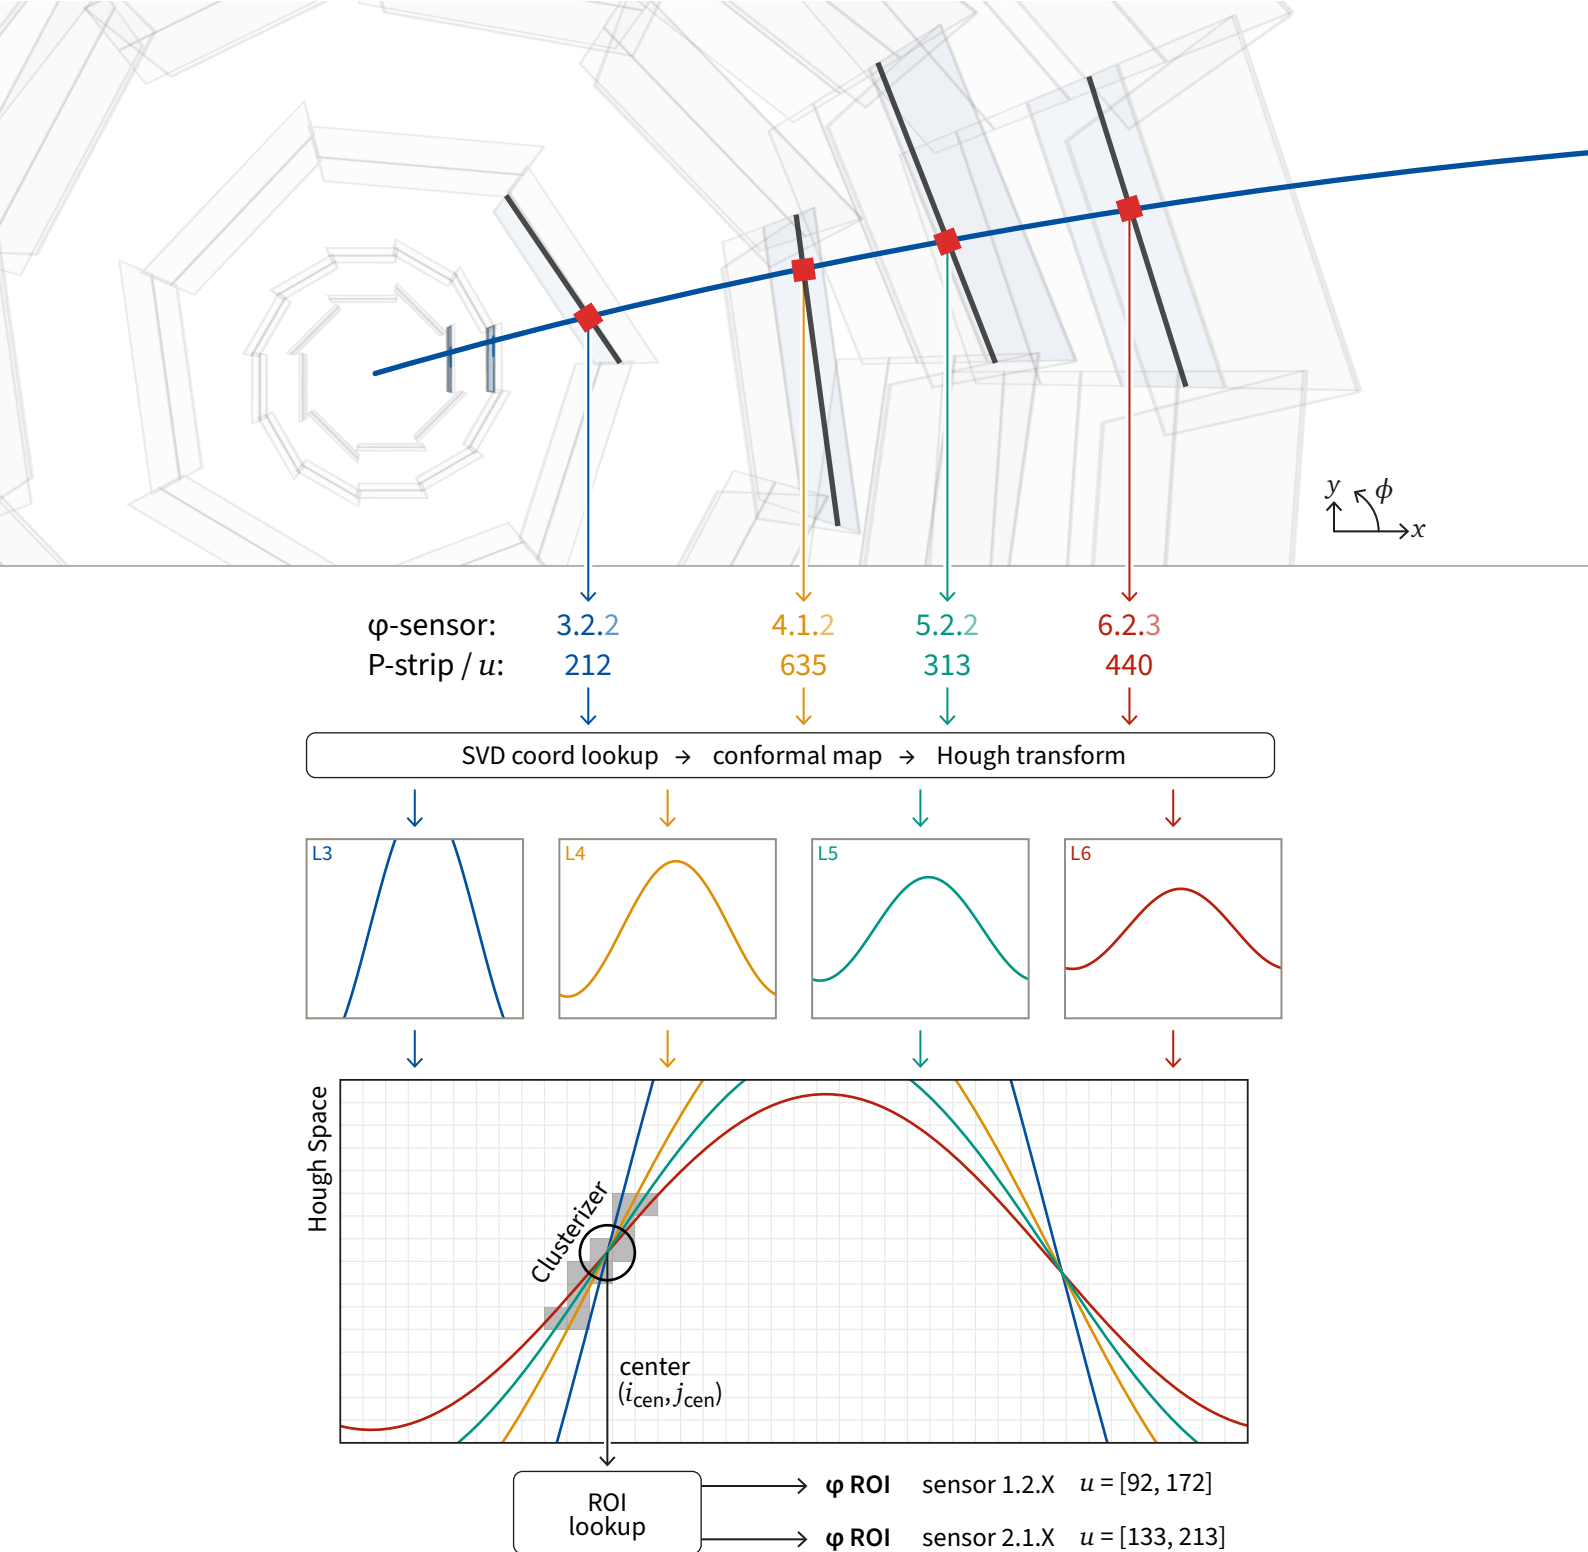 y ϕ
x
φ-sensor: 3.2.2 4.1.2 5.2.2 6.2.3
P-strip / u: 212 635 313 440
SVD coord lookup → conformal map → Hough transform
L3 L4 L5 L6
Hough Space
Clusterizer
center
(i_cen, j_cen)
ROI
lookup
φ ROI sensor 1.2.X u = [92, 172]
φ ROI sensor 2.1.X u = [133, 213]